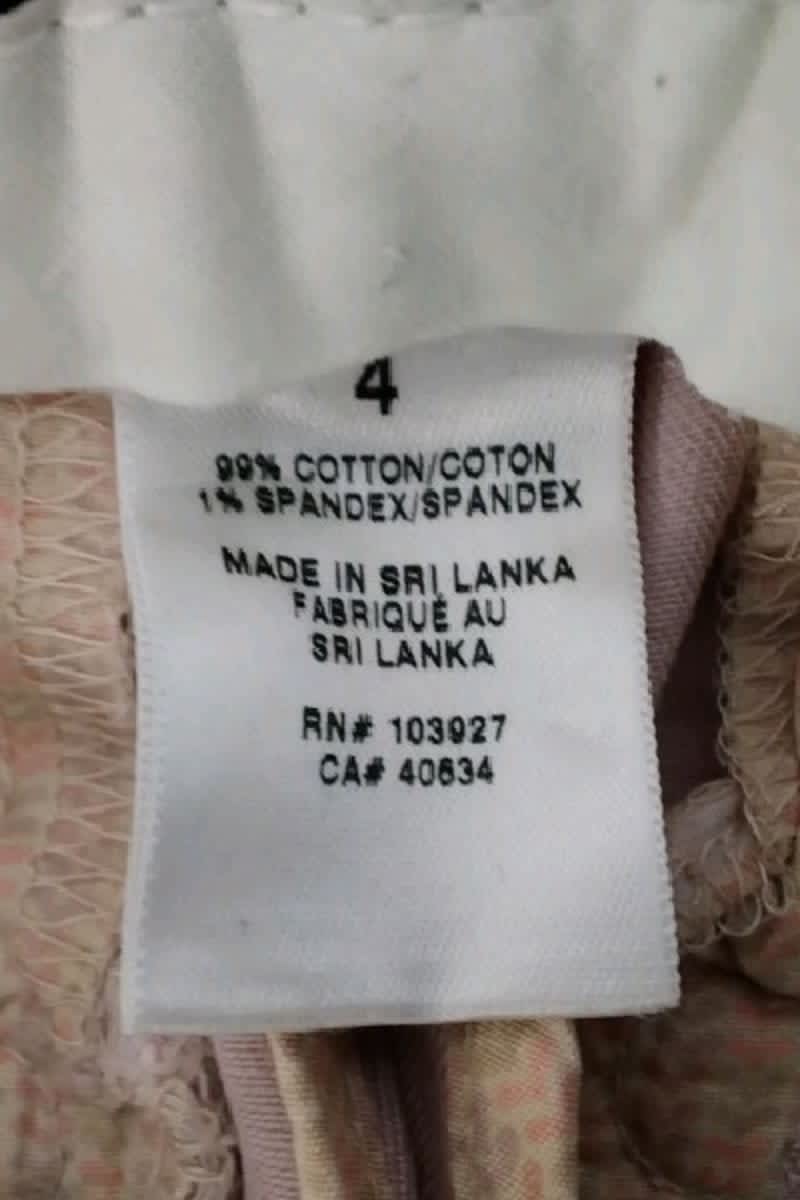 4
99% COTTON/COTON
1% SPANDEX/SPANDEX
MADE IN SRI LANKA
FABRIQUÉ AU
SRI LANKA
RN# 103927
CA# 40634